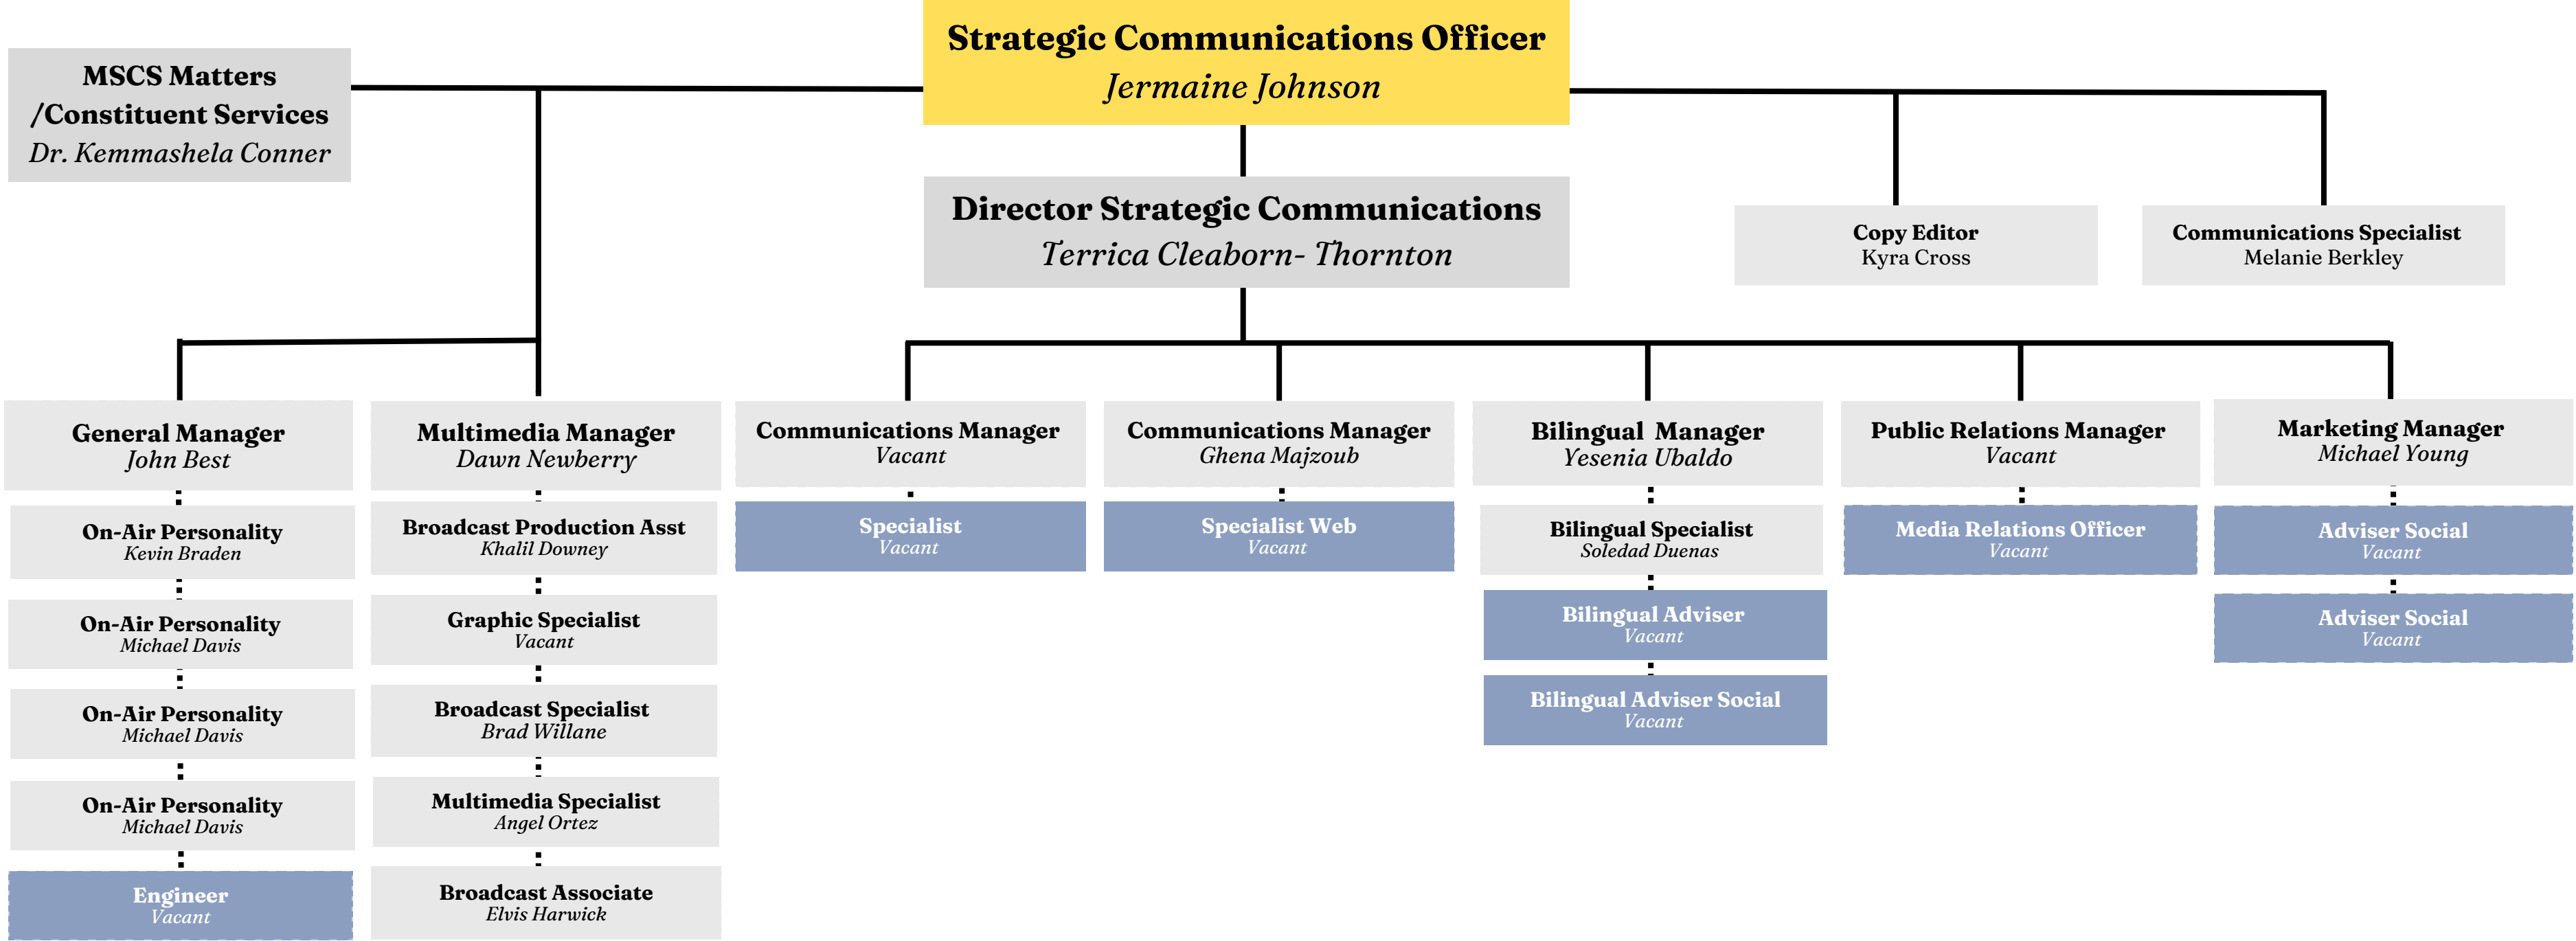 Strategic Communications Officer
Jermaine Johnson
MSCS Matters
/Constituent Services
Dr. Kemmashela Conner
Director Strategic Communications
Terrica Cleaborn- Thornton
Copy Editor
Kyra Cross
Communications Specialist
Melanie Berkley
General Manager
John Best
On-Air Personality
Kevin Braden
On-Air Personality
Michael Davis
On-Air Personality
Michael Davis
On-Air Personality
Michael Davis
Engineer
Vacant
Multimedia Manager
Dawn Newberry
Broadcast Production Asst
Khalil Downey
Graphic Specialist
Vacant
Broadcast Specialist
Brad Willane
Multimedia Specialist
Angel Ortez
Broadcast Associate
Elvis Harwick
Communications Manager
Vacant
Specialist
Vacant
Communications Manager
Ghena Majzoub
Specialist Web
Vacant
Bilingual Manager
Yesenia Ubaldo
Bilingual Specialist
Soledad Duenas
Bilingual Adviser
Vacant
Bilingual Adviser Social
Vacant
Public Relations Manager
Vacant
Media Relations Officer
Vacant
Marketing Manager
Michael Young
Adviser Social
Vacant
Adviser Social
Vacant